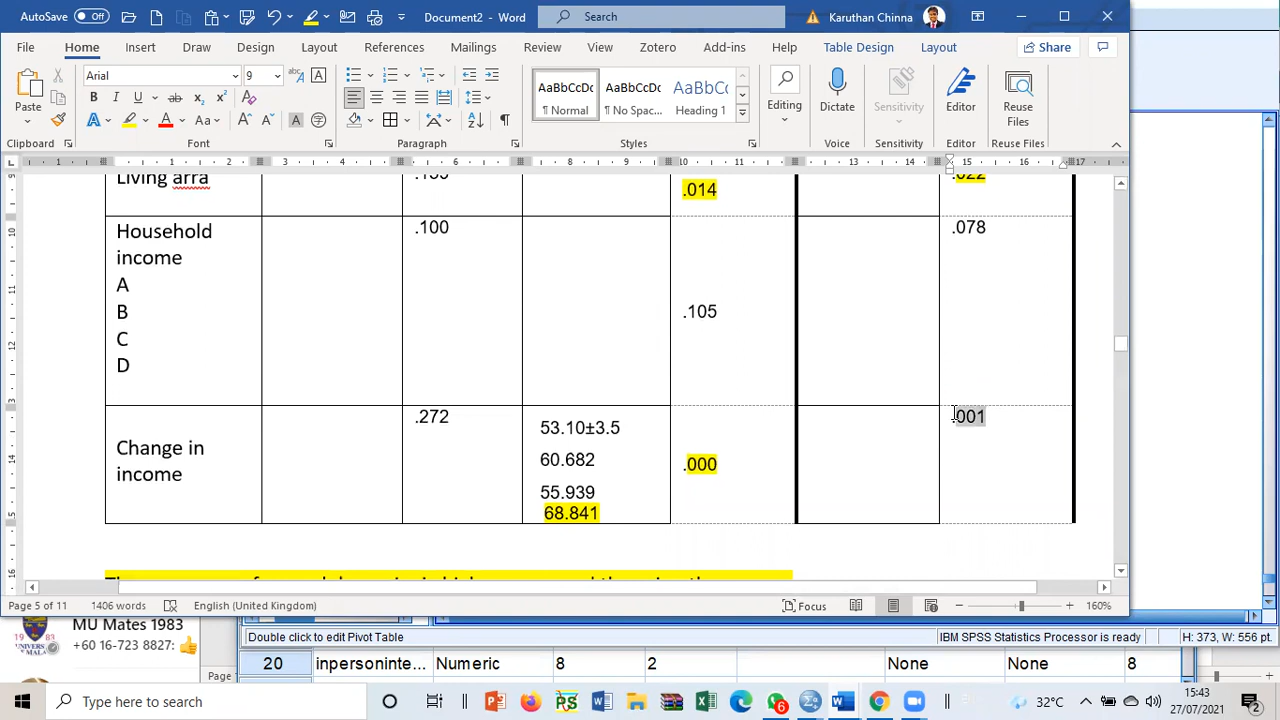 AutoSave Off Document2 - Word Search Karuthan Chinna
File Home Insert Draw Design Layout References Mailings Review View Zotero Add-ins Help Table Design Layout Share
Arial 9
AaBbCcDc AaBbCcDc AaBbCc
¶ Normal ¶ No Spac... Heading 1
Paste Editing Dictate Sensitivity Editor Reuse Files
Clipboard Font Paragraph Styles Voice Sensitivity Editor Reuse Files
Living arra .014 .022
Household income .100 .105 .078
A
B
C
D
Change in income .272 53.10±3.5 .000 .001
60.682
55.939
68.841
Page 5 of 11 1406 words English (United Kingdom) Focus 160%
MU Mates 1983
+60 16-723 8827:
Double click to edit Pivot Table IBM SPSS Statistics Processor is ready H: 373, W: 556 pt.
20 inpersoninte... Numeric 8 2 None None 8
Type here to search 32°C 15:43
27/07/2021